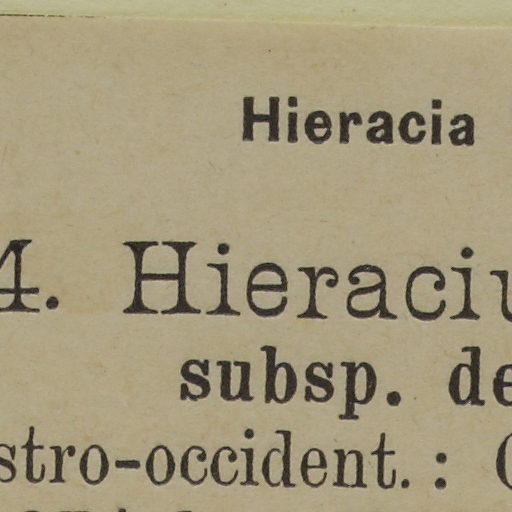 Hieracia
4. Hieraciu
subsp. de
stro-occident.: (